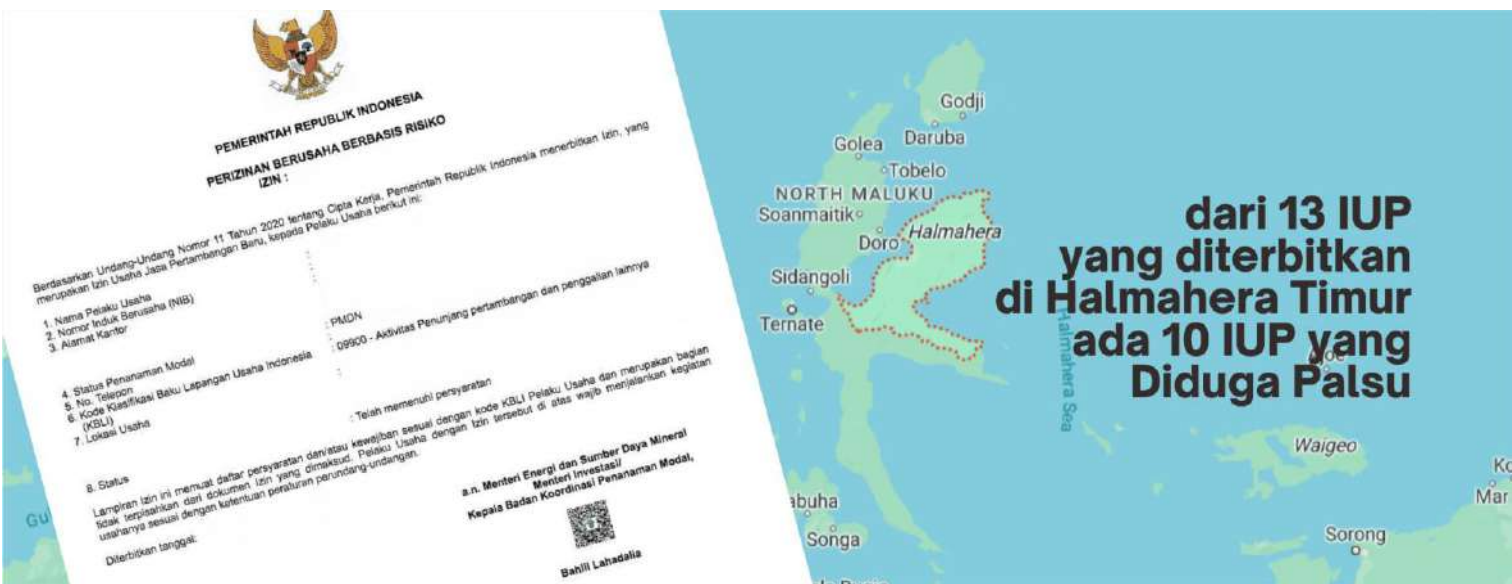 PEMERINTAH REPUBLIK INDONESIA
PERIZINAN BERUSAHA BERBASIS RISIKO
IZIN :
Berdasarkan Undang-Undang Nomor 11 Tahun 2020 tentang Cipta Kerja, Pemerintah Republik Indonesia menerbitkan Izin, yang
merupakan Izin Usaha Jasa Pertambangan Baru, kepada Pelaku Usaha berikut ini:
1. Nama Pelaku Usaha :
2. Nomor Induk Berusaha (NIB) :
3. Alamat Kantor :
4. Status Penanaman Modal : PMDN
5. No. Telepon :
6. Kode Klasifikasi Baku Lapangan Usaha Indonesia : 09900 - Aktivitas Penunjang pertambangan dan penggalian lainnya
(KBLI)
7. Lokasi Usaha :
8. Status : Telah memenuhi persyaratan
Lampiran Izin ini memuat daftar persyaratan dan/atau kewajiban sesuai dengan kode KBLI Pelaku Usaha dan merupakan bagian
tidak terpisahkan dari dokumen Izin yang dimaksud. Pelaku Usaha dengan Izin tersebut di atas wajib menjalankan kegiatan
usahanya sesuai dengan ketentuan peraturan perundang-undangan.
Diterbitkan tanggal:
a.n. Menteri Energi dan Sumber Daya Mineral
Menteri Investasi/
Kepala Badan Koordinasi Penanaman Modal,
Bahlil Lahadalia
Godji
Daruba
Golea
Tobelo
NORTH MALUKU
Soanmaitik
Doro
Halmahera
Sidangoli
Ternate
Halmahera Sea
Waigeo
Sorong
abuha
Songa
Mar
Gu
dari 13 IUP
yang diterbitkan
di Halmahera Timur
ada 10 IUP yang
Diduga Palsu